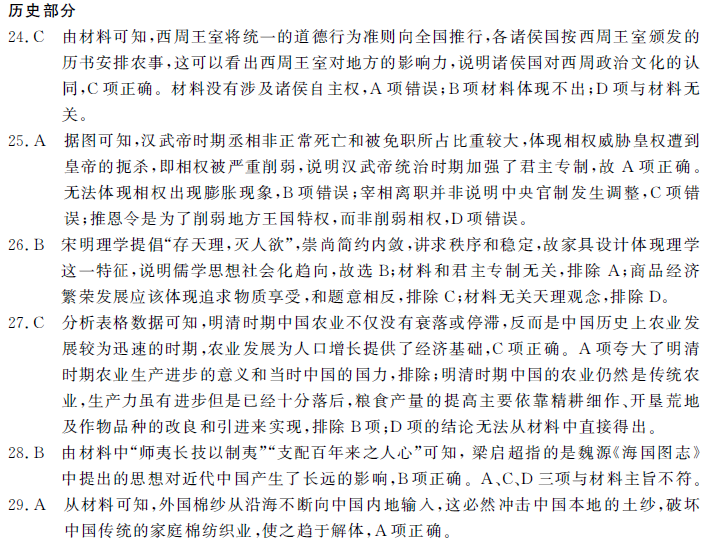 历史部分
24. C 由材料可知,西周王室将统一的道德行为准则向全国推行,各诸侯国按西周王室颁发的
历书安排农事,这可以看出西周王室对地方的影响力,说明诸侯国对西周政治文化的认
同,C项正确。材料没有涉及诸侯自主权,A项错误;B项材料体现不出;D项与材料无
关。
25. A 据图可知,汉武帝时期丞相非正常死亡和被免职所占比重较大,体现相权威胁皇权遭到
皇帝的扼杀,即相权被严重削弱,说明汉武帝统治时期加强了君主专制,故A项正确。
无法体现相权出现膨胀现象,B项错误;宰相离职并非说明中央官制发生调整,C项错
误;推恩令是为了削弱地方王国特权,而非削弱相权,D项错误。
26. B 宋明理学提倡“存天理,灭人欲”,崇尚简约内敛,讲求秩序和稳定,故家具设计体现理学
这一特征,说明儒学思想社会化趋向,故选B;材料和君主专制无关,排除A;商品经济
繁荣发展应该体现追求物质享受,和题意相反,排除C;材料无关天理观念,排除D。
27. C 分析表格数据可知,明清时期中国农业不仅没有衰落或停滞,反而是中国历史上农业发
展较为迅速的时期,农业发展为人口增长提供了经济基础,C项正确。A项夸大了明清
时期农业生产进步的意义和当时中国的国力,排除;明清时期中国的农业仍然是传统农
业,生产力虽有进步但是已经十分落后,粮食产量的提高主要依靠精耕细作、开垦荒地
及作物品种的改良和引进来实现,排除B项;D项的结论无法从材料中直接得出。
28. B 由材料中“师夷长技以制夷”“支配百年来之人心”可知,梁启超指的是魏源《海国图志》
中提出的思想对近代中国产生了长远的影响,B项正确。A、C、D三项与材料主旨不符。
29. A 从材料可知,外国棉纱从沿海不断向中国内地输入,这必然冲击中国本地的土纱,破坏
中国传统的家庭棉纺织业,使之趋于解体,A项正确。